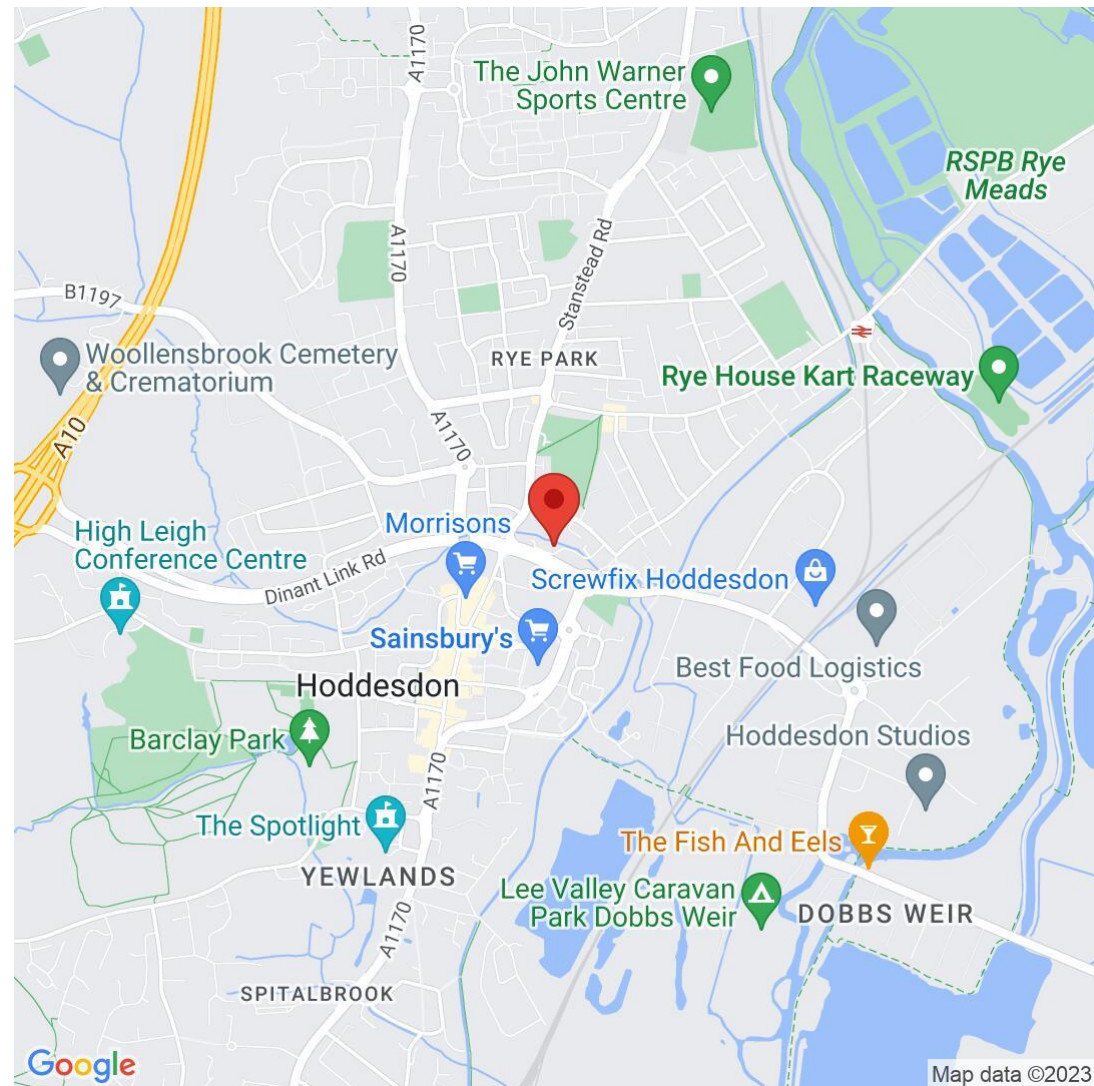 A1170
The John Warner
Sports Centre
RSPB Rye
Meads
A1170
Stanstead Rd
B1197
Woollensbrook Cemetery
& Crematorium
RYE PARK
Rye House Kart Raceway
A10
A1170
High Leigh
Conference Centre
Morrisons
Dinant Link Rd
Screwfix Hoddesdon
Sainsbury's
Best Food Logistics
Hoddesdon
Barclay Park
Hoddesdon Studios
A1170
The Spotlight
The Fish And Eels
YEWLANDS
Lee Valley Caravan
Park Dobbs Weir
DOBBS WEIR
A1170
SPITALBROOK
Google
Map data ©2023